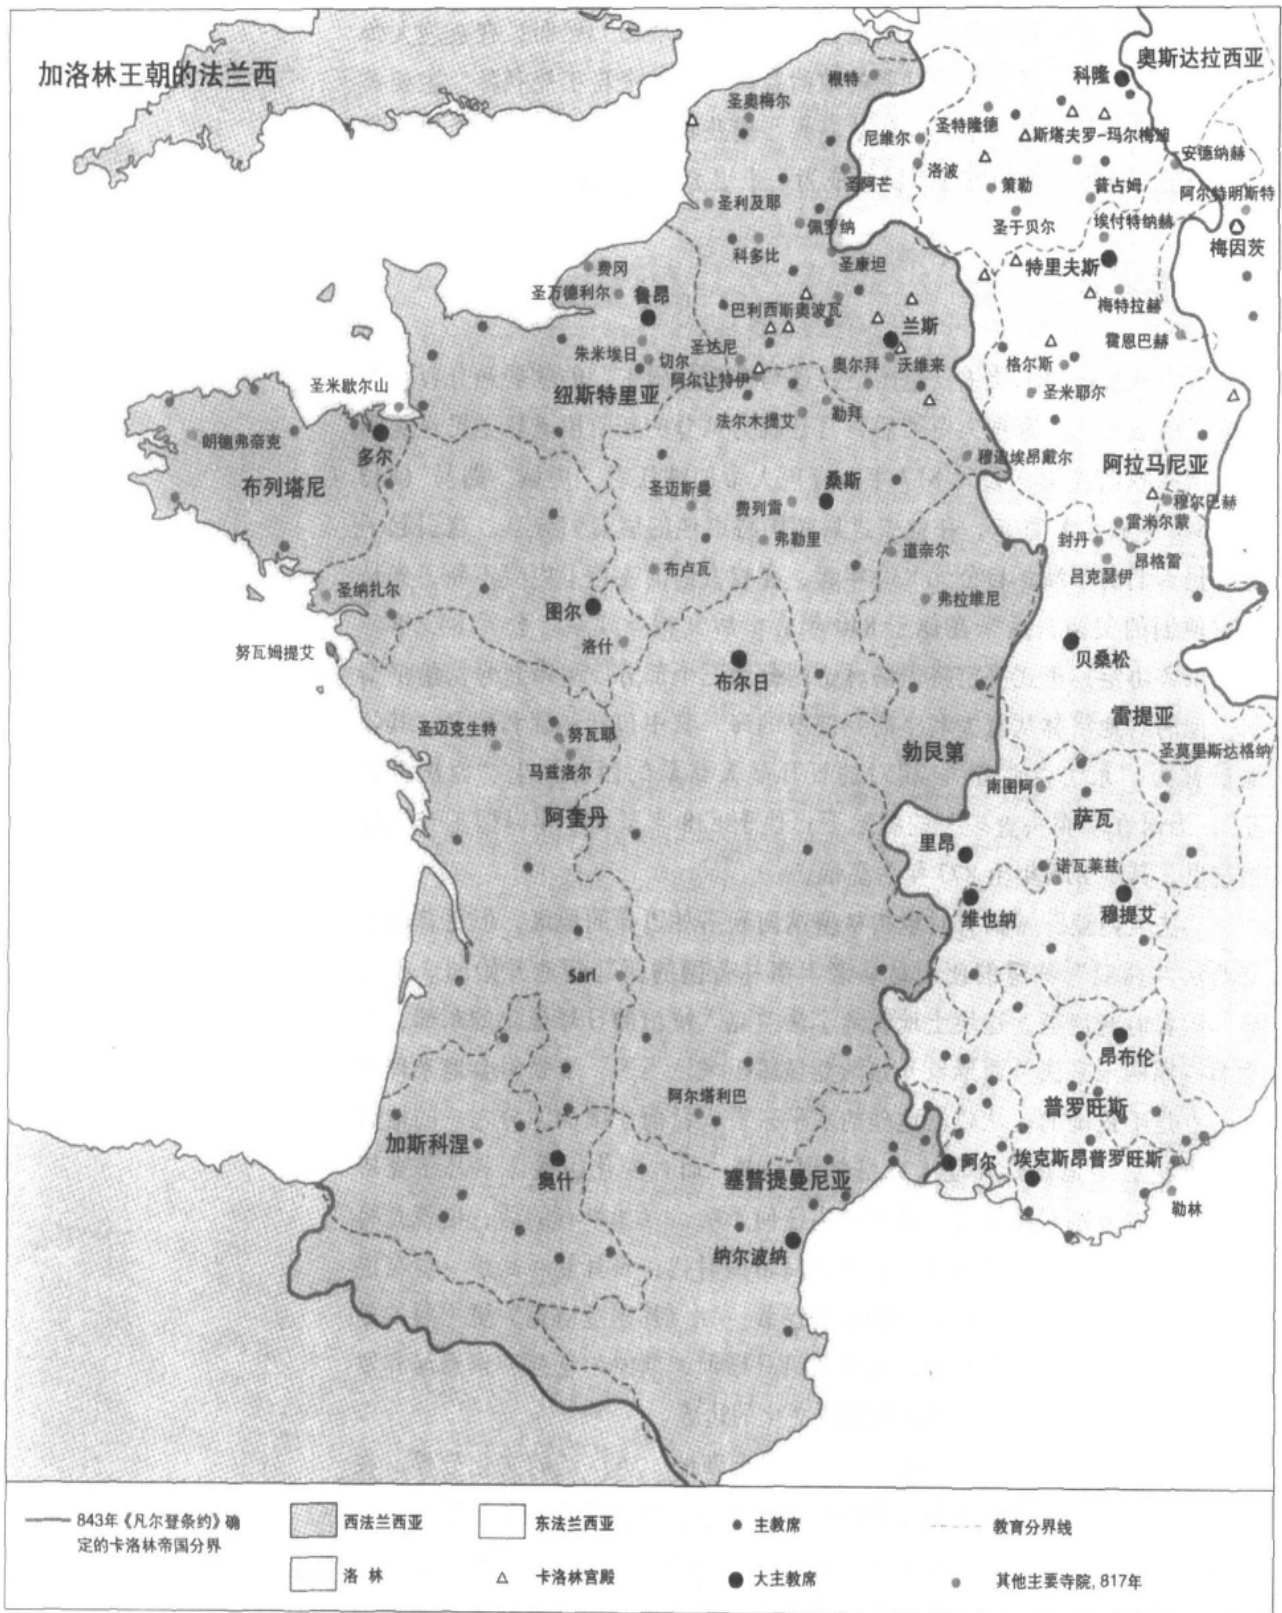 加洛林王朝的法兰西
奥斯达拉西亚
科隆
根特
圣奥梅尔
圣特隆德
尼维尔
斯塔夫罗-玛尔梅迪
安德纳赫
洛波
圣阿芒
策勒
普占姆
阿尔特明斯特
圣利及耶
佩罗纳
圣于贝尔
埃付特纳赫
梅因茨
科多比
圣康坦
特里夫斯
费冈
圣万德利尔
鲁昂
巴利西斯奥波瓦
梅特拉赫
兰斯
霍恩巴赫
朱米埃日
切尔
圣达尼
奥尔拜
沃维来
格尔斯
阿尔让特伊
圣米歇尔山
纽斯特里亚
圣米耶尔
法尔木提艾
勒拜
朗德弗奈克
多尔
穆迪埃昂戴尔
阿拉马尼亚
布列塔尼
圣迈斯曼
费列雷
桑斯
穆尔巴赫
雷米尔蒙
弗勒里
道奈尔
封丹
昂格雷
布卢瓦
吕克瑟伊
圣纳扎尔
图尔
弗拉维尼
努瓦姆提艾
洛什
布尔日
贝桑松
雷提亚
圣迈克生特
努瓦耶
勃艮第
圣莫里斯达格纳
马兹洛尔
南图阿
阿奎丹
萨瓦
里昂
诺瓦莱兹
维也纳
穆提艾
Sarl
昂布伦
阿尔塔利巴
普罗旺斯
加斯科涅
奥什
塞普提曼尼亚
阿尔
埃克斯昂普罗旺斯
勒林
纳尔波纳
843年《凡尔登条约》确
定的卡洛林帝国分界
西法兰西亚
东法兰西亚
主教席
教育分界线
洛 林
卡洛林宫殿
大主教席
其他主要寺院, 817年